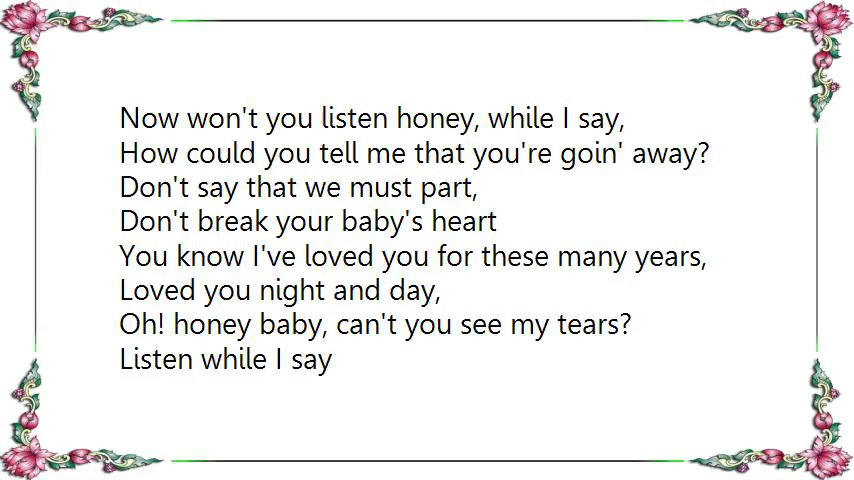 Now won't you listen honey, while I say,
How could you tell me that you're goin' away?
Don't say that we must part,
Don't break your baby's heart
You know I've loved you for these many years,
Loved you night and day,
Oh! honey baby, can't you see my tears?
Listen while I say